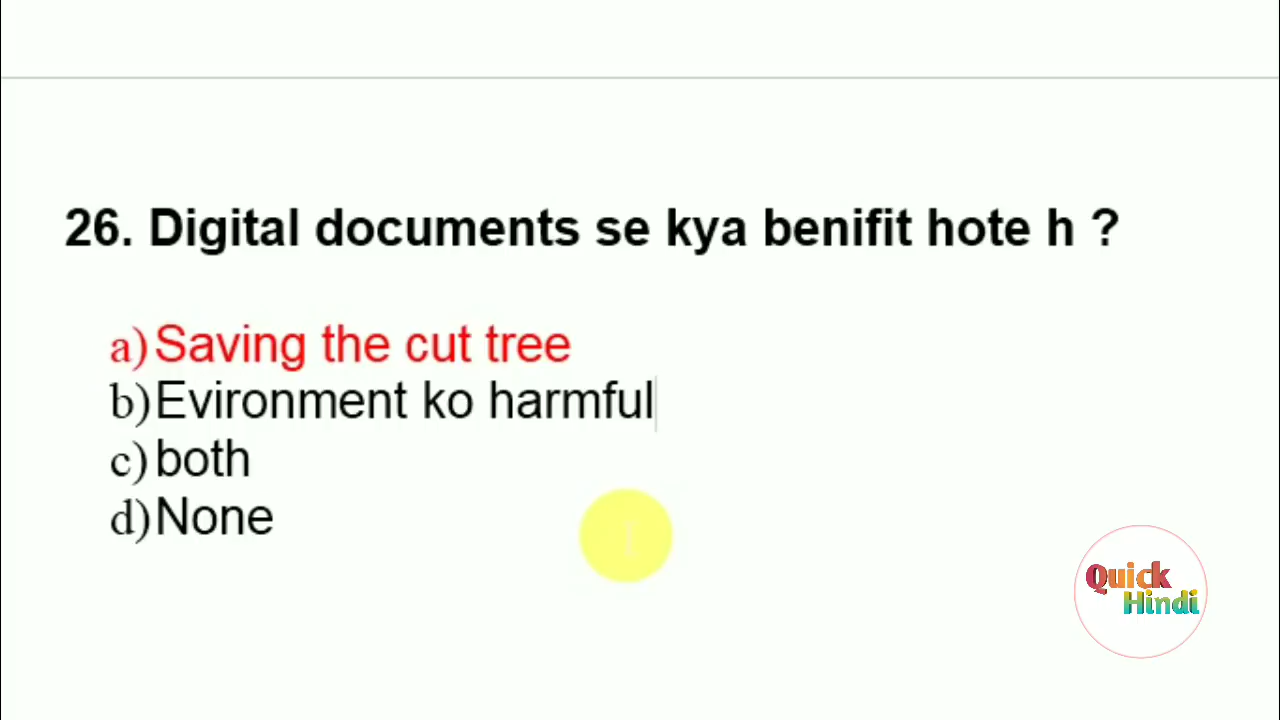 26. Digital documents se kya benifit hote h ?
a) Saving the cut tree
b) Evironment ko harmful
c) both
d) None
Quick
Hindi